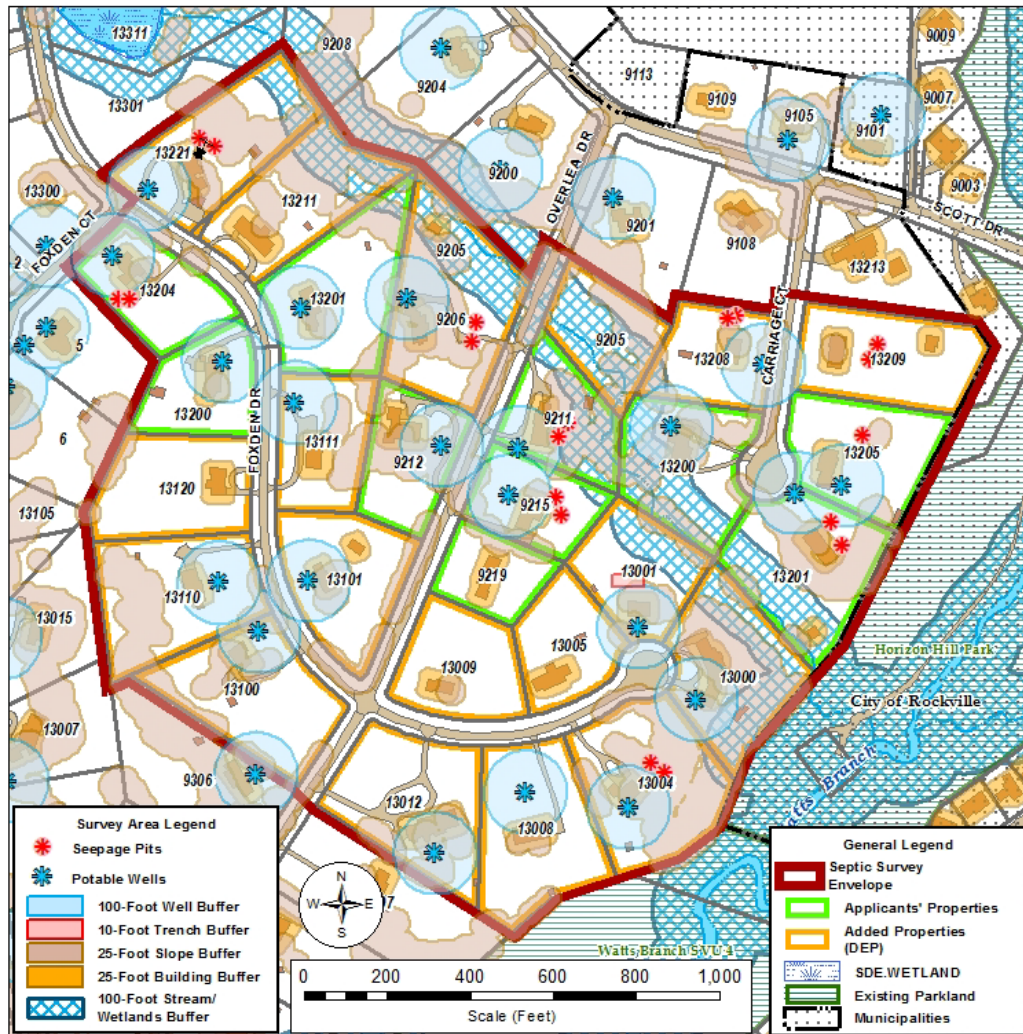 13311
9208
9204
9009
9113
9109
9105
9101
9007
13301
13221
9200
OVERLEA DR
9003
13300
13211
9201
9108
SCOTT DR
FOXDEN CT
9205
13213
2
13204
13201
9206
CARRIAGE CT
9205
13208
13209
5
13200
FOXDEN DR
13111
9211
13200
13205
6
9212
13120
9215
13105
13201
13101
9219
13001
13110
13015
13005
Horizon Hill Park
13100
13009
13000
City of Rockville
13007
Watts Branch
9306
13004
13012
13008
Survey Area Legend
Seepage Pits
Potable Wells
100-Foot Well Buffer
10-Foot Trench Buffer
25-Foot Slope Buffer
25-Foot Building Buffer
100-Foot Stream/
Wetlands Buffer
N
W E
S
7
Watts Branch SVU 4
0 200 400 600 800 1,000
Scale (Feet)
General Legend
Septic Survey
Envelope
Applicants' Properties
Added Properties
(DEP)
SDE.WETLAND
Existing Parkland
Municipalities